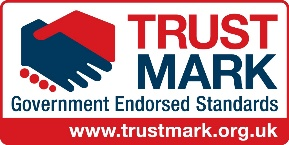 TRUST
MARK
Government Endorsed Standards
www.trustmark.org.uk